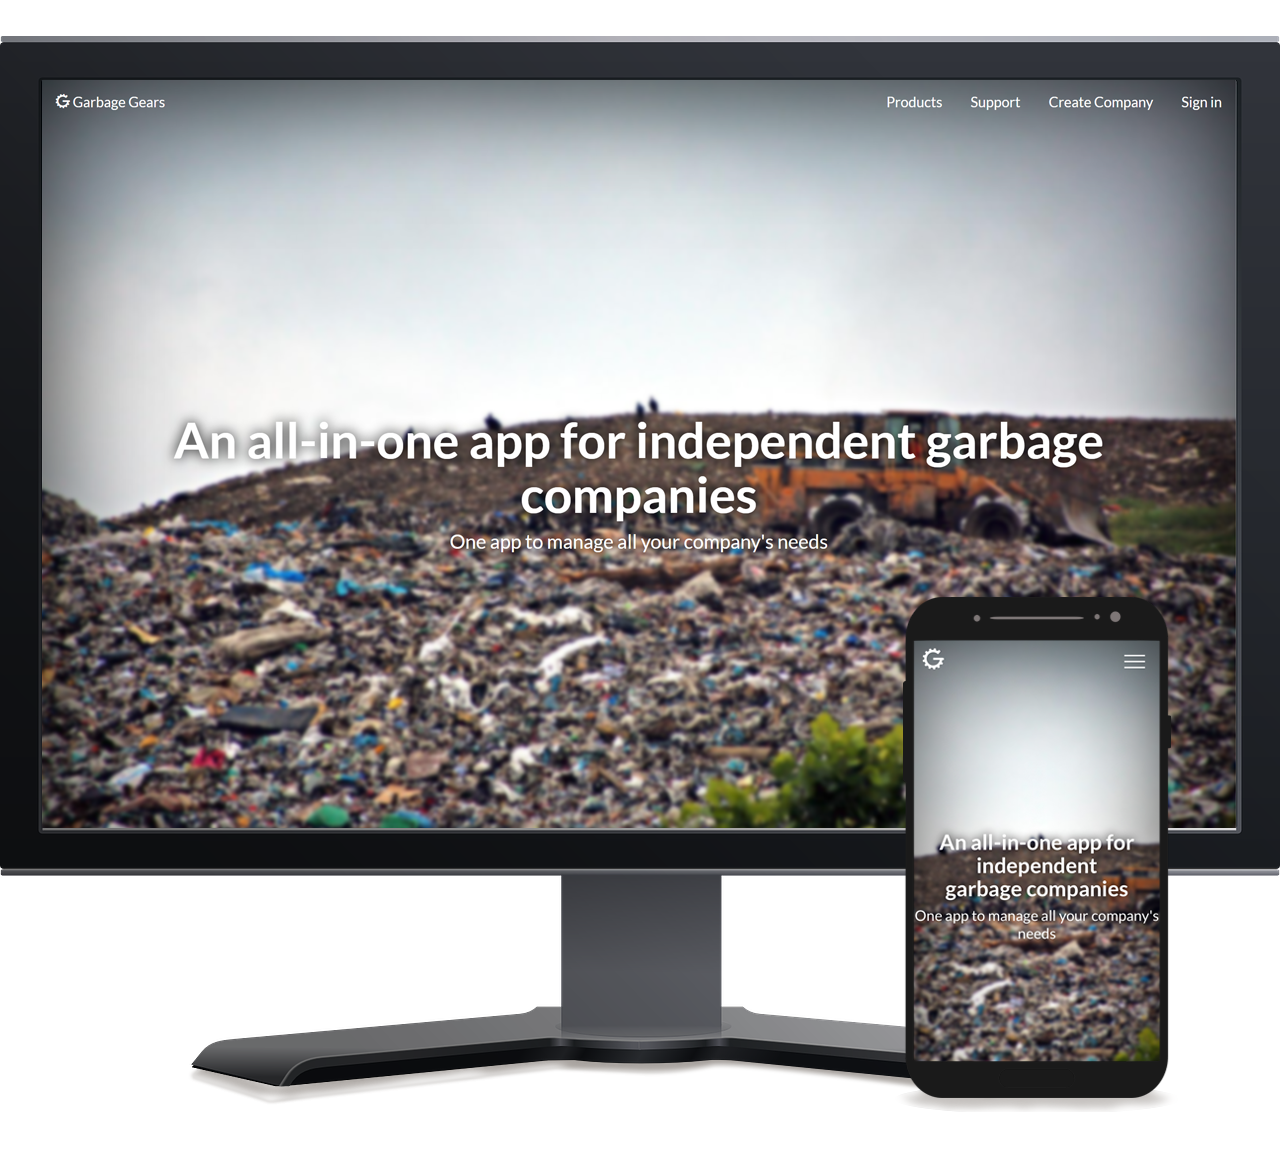 Garbage Gears
Products Support Create Company Sign in
An all-in-one app for independent garbage
companies
One app to manage all your company's needs
An all-in-one app for
independent
garbage companies
One app to manage all your company's
needs